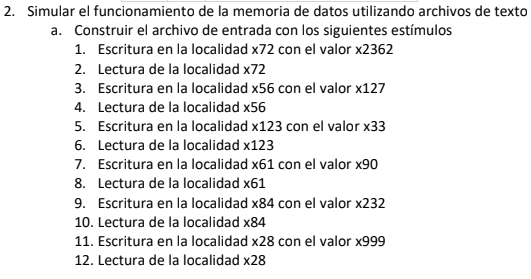 2. Simular el funcionamiento de la memoria de datos utilizando archivos de texto
a. Construir el archivo de entrada con los siguientes estímulos
1. Escritura en la localidad x72 con el valor x2362
2. Lectura de la localidad x72
3. Escritura en la localidad x56 con el valor x127
4. Lectura de la localidad x56
5. Escritura en la localidad x123 con el valor x33
6. Lectura de la localidad x123
7. Escritura en la localidad x61 con el valor x90
8. Lectura de la localidad x61
9. Escritura en la localidad x84 con el valor x232
10. Lectura de la localidad x84
11. Escritura en la localidad x28 con el valor x999
12. Lectura de la localidad x28